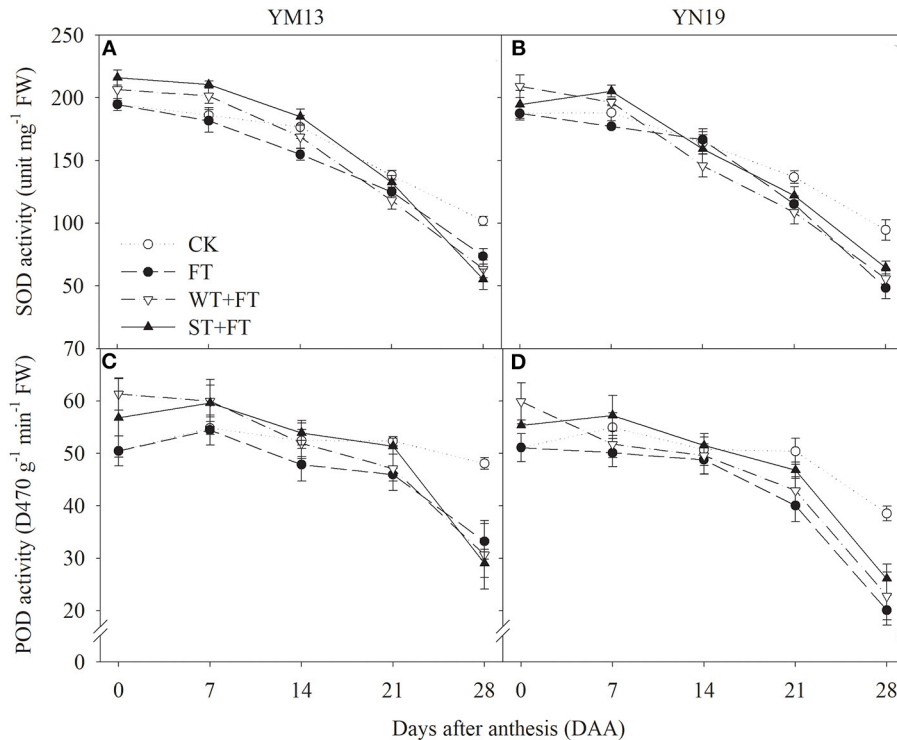 YM13
YN19
SOD activity (unit mg-1 FW)
250
200
150
100
50
A
B
CK
FT
WT+FT
ST+FT
POD activity (D470 g-1 min-1 FW)
70
60
50
40
30
20
0
C
D
0 7 14 21 28
0 7 14 21 28
Days after anthesis (DAA)